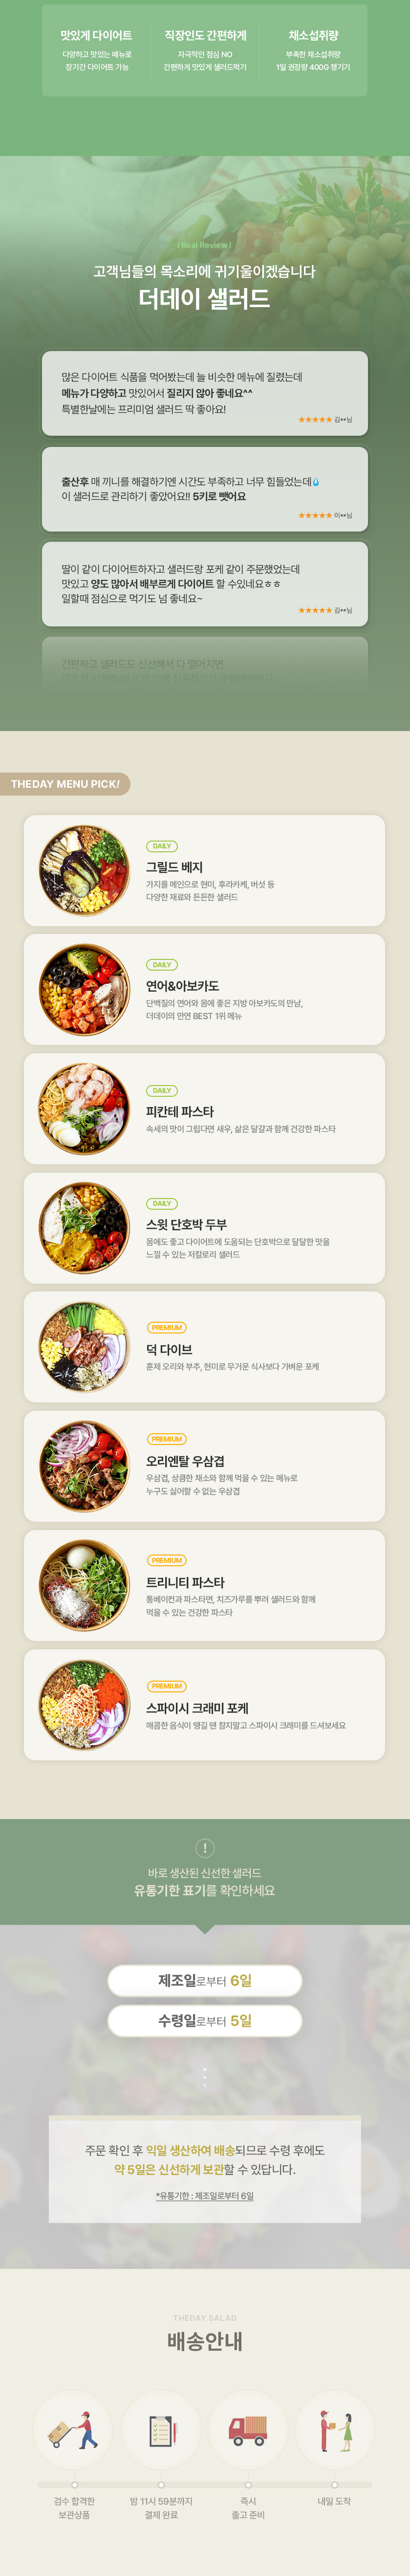 맛있게 다이어트
다양하고 맛있는 메뉴로
장기간 다이어트 가능
직장인도 간편하게
자극적인 점심 NO
간편하게 맛있게 샐러드먹기
채소섭취량
부족한 채소섭취량
1일 권장량 400G 챙기기
| Real Review |
고객님들의 목소리에 귀기울이겠습니다
더데이 샐러드
많은 다이어트 식품을 먹어봤는데 늘 비슷한 메뉴에 질렸는데
메뉴가 다양하고 맛있어서 질리지 않아 좋네요^^
특별한날에는 프리미엄 샐러드 딱 좋아요!
★★★★★ 김**님
출산후 매 끼니를 해결하기엔 시간도 부족하고 너무 힘들었는데💧
이 샐러드로 관리하기 좋았어요!! 5키로 뺏어요
★★★★★ 이**님
딸이 같이 다이어트하자고 샐러드랑 포케 같이 주문했었는데
맛있고 양도 많아서 배부르게 다이어트 할 수있네요ㅎㅎ
일할때 점심으로 먹기도 넘 좋네요~
★★★★★ 김**님
간편하고 샐러드도 신선해서 다 떨어지면
THEDAY MENU PICK!
DAILY
그릴드 베지
가지를 메인으로 현미, 후라카케, 버섯 등
다양한 재료와 든든한 샐러드
DAILY
연어&아보카도
단백질의 연어와 몸에 좋은 지방 아보카도의 만남,
더데이의 만연 BEST 1위 메뉴
DAILY
피칸테 파스타
속세의 맛이 그립다면 새우, 삶은 달걀과 함께 건강한 파스타
DAILY
스윗 단호박 두부
몸에도 좋고 다이어트에 도움되는 단호박으로 달달한 맛을
느낄 수 있는 저칼로리 샐러드
PREMIUM
덕 다이브
훈제 오리와 부추, 현미로 무거운 식사보다 가벼운 포케
PREMIUM
오리엔탈 우삼겹
우삼겹, 상큼한 채소와 함께 먹을 수 있는 메뉴로
누구도 싫어할 수 없는 우삼겹
PREMIUM
트리니티 파스타
통베이컨과 파스타면, 치즈가루를 뿌려 샐러드와 함께
먹을 수 있는 건강한 파스타
PREMIUM
스파이시 크래미 포케
매콤한 음식이 땡길 땐 참지말고 스파이시 크래미를 드셔보세요
!
바로 생산된 신선한 샐러드
유통기한 표기를 확인하세요
제조일로부터 6일
수령일로부터 5일
주문 확인 후 익일 생산하여 배송되므로 수령 후에도
약 5일은 신선하게 보관할 수 있답니다.
*유통기한 : 제조일로부터 6일
THEDAY SALAD
배송안내
검수 합격한
보관상품
밤 11시 59분까지
결제 완료
즉시
출고 준비
내일 도착